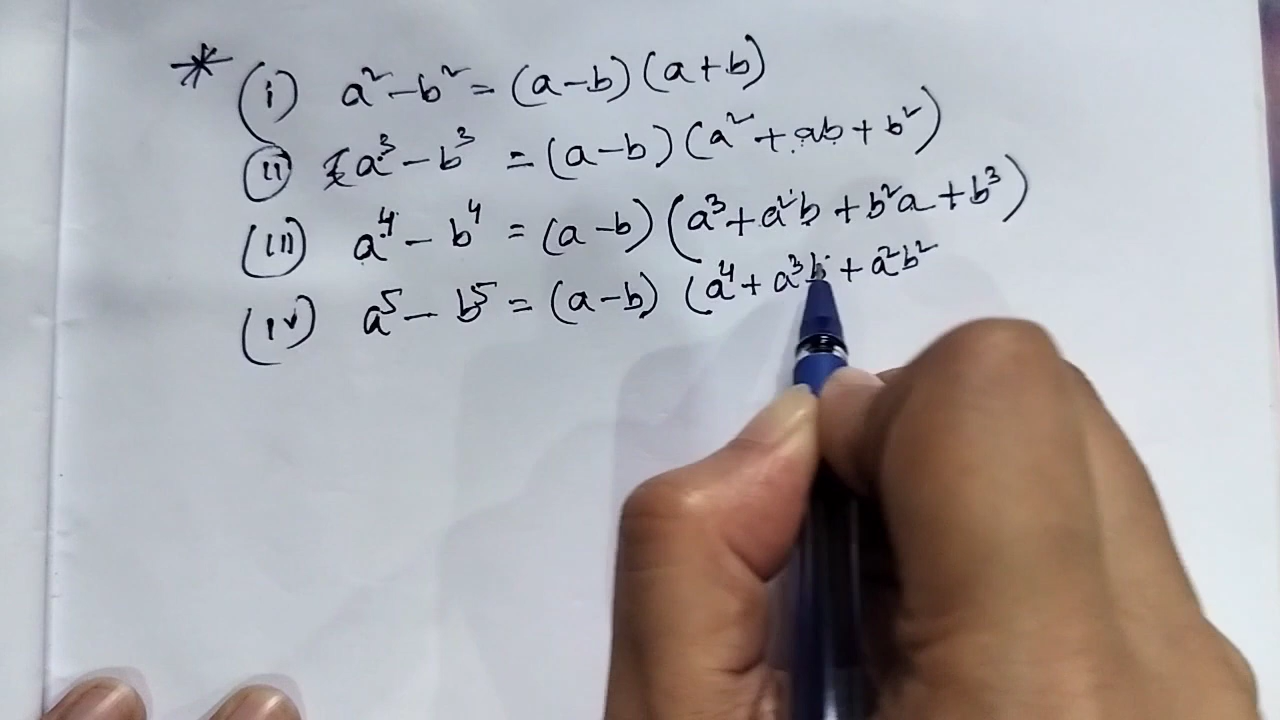 * (i) a² - b² = (a - b) (a + b)
(ii) a³ - b³ = (a - b) (a² + ab + b²)
(iii) a⁴ - b⁴ = (a - b) (a³ + a²b + b²a + b³)
(iv) a⁵ - b⁵ = (a - b) (a⁴ + a³b + a²b²